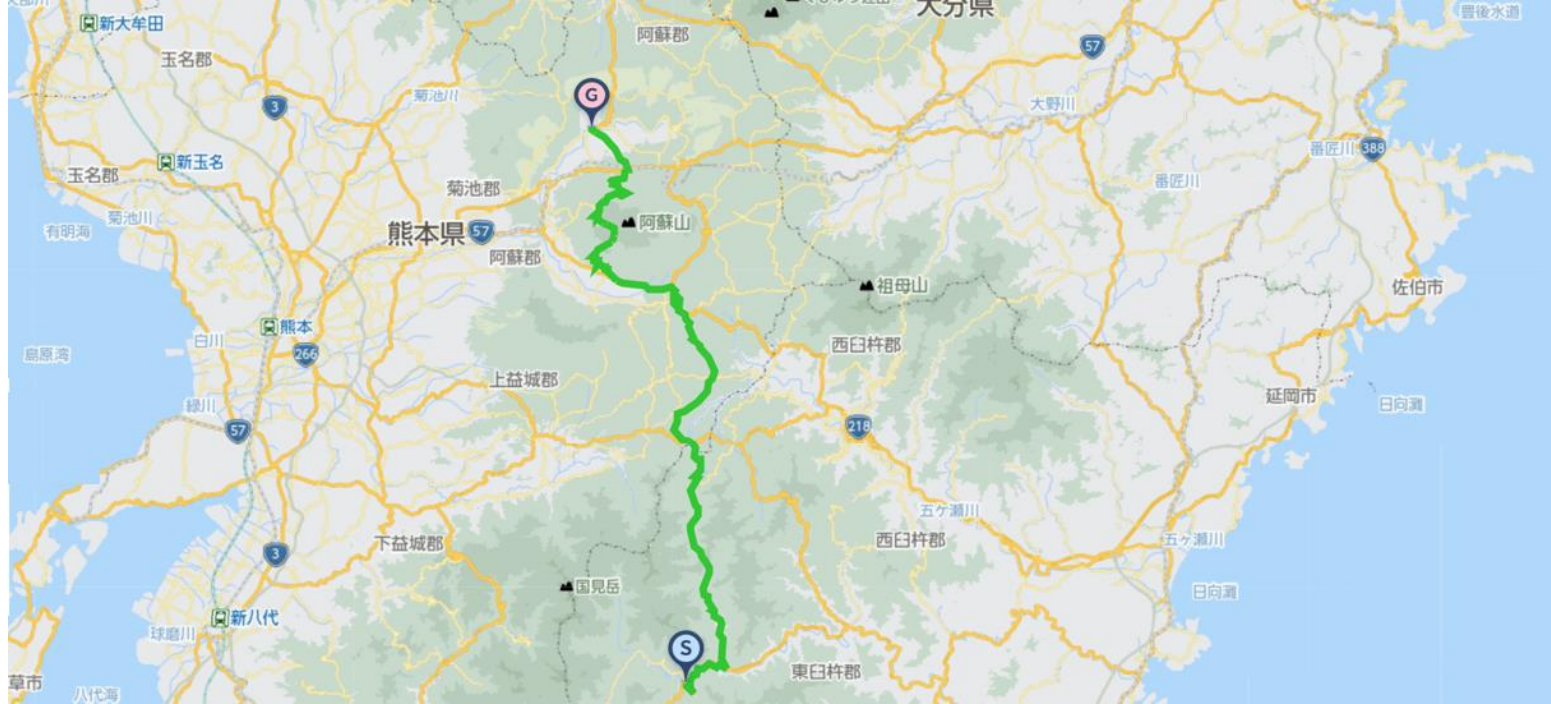 新大牟田
大分県
豊後水道
阿蘇郡
57
玉名郡
G
菊池川
3
大野川
番匠川
388
新玉名
玉名郡
菊池郡
番匠川
菊池川
阿蘇山
有明海
熊本県
57
阿蘇郡
祖母山
佐伯市
熊本
白川
西臼杵郡
島原湾
266
上益城郡
延岡市
緑川
日向灘
57
218
五ヶ瀬川
下益城郡
西臼杵郡
五ヶ瀬川
3
国見岳
日向灘
新八代
球磨川
S
東臼杵郡
草市
八代海